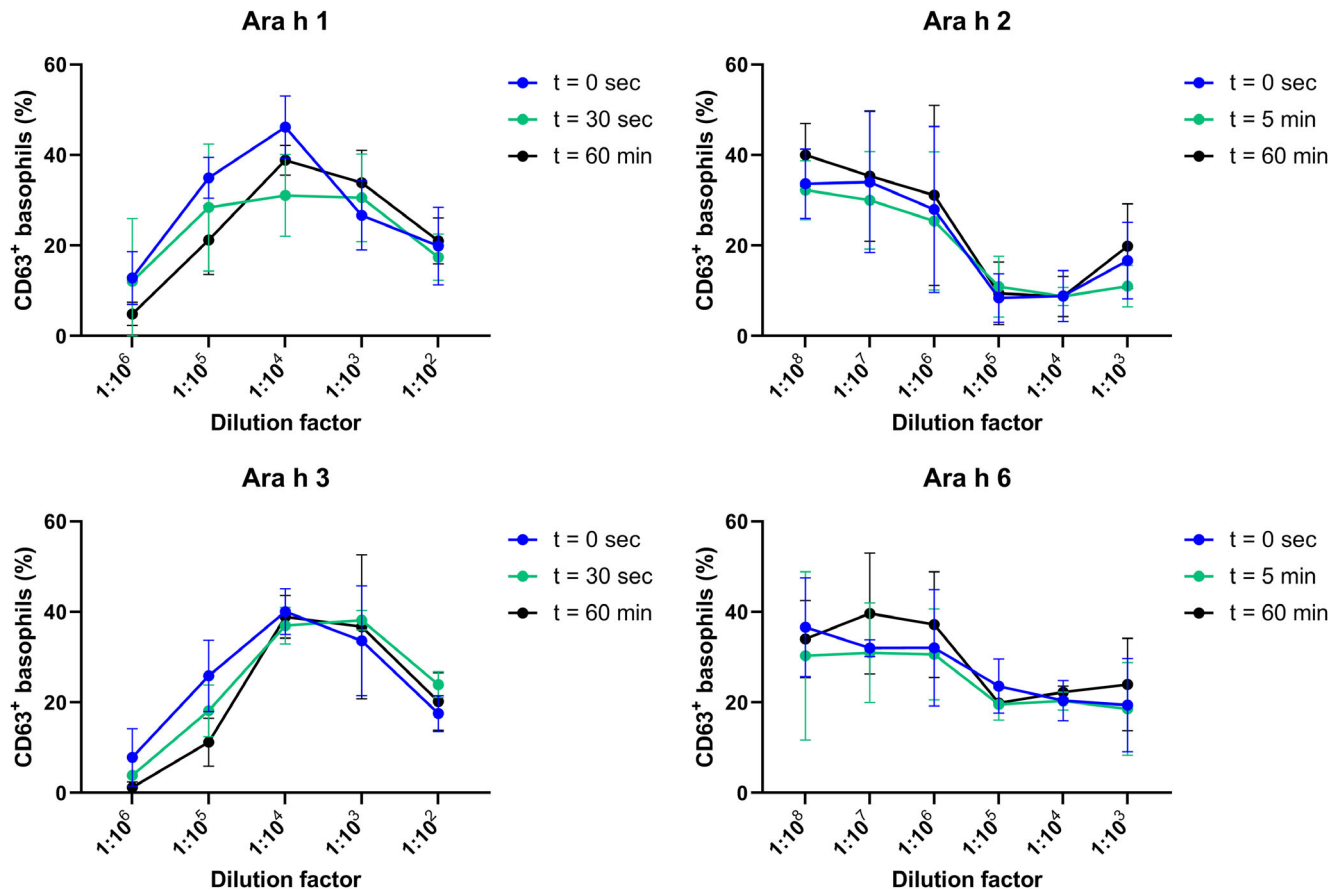 Ara h 1
CD63⁺ basophils (%)
60
40
20
0
1:10⁶
1:10⁵
1:10⁴
1:10³
1:10²
Dilution factor
t = 0 sec
t = 30 sec
t = 60 min
Ara h 2
CD63⁺ basophils (%)
60
40
20
0
1:10⁸
1:10⁷
1:10⁶
1:10⁵
1:10⁴
1:10³
Dilution factor
t = 0 sec
t = 5 min
t = 60 min
Ara h 3
CD63⁺ basophils (%)
60
40
20
0
1:10⁶
1:10⁵
1:10⁴
1:10³
1:10²
Dilution factor
t = 0 sec
t = 30 sec
t = 60 min
Ara h 6
CD63⁺ basophils (%)
60
40
20
0
1:10⁸
1:10⁷
1:10⁶
1:10⁵
1:10⁴
1:10³
Dilution factor
t = 0 sec
t = 5 min
t = 60 min